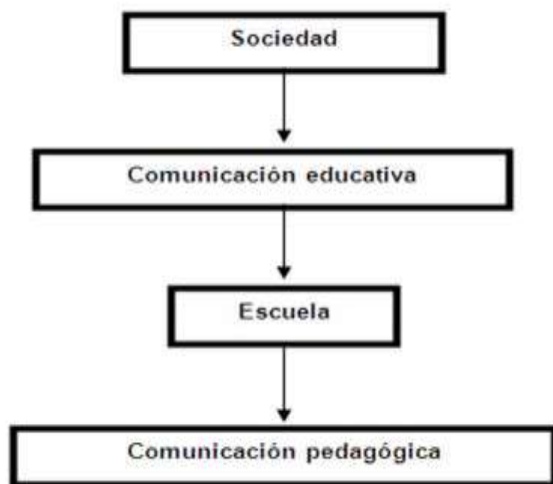 Sociedad
Comunicación educativa
Escuela
Comunicación pedagógica